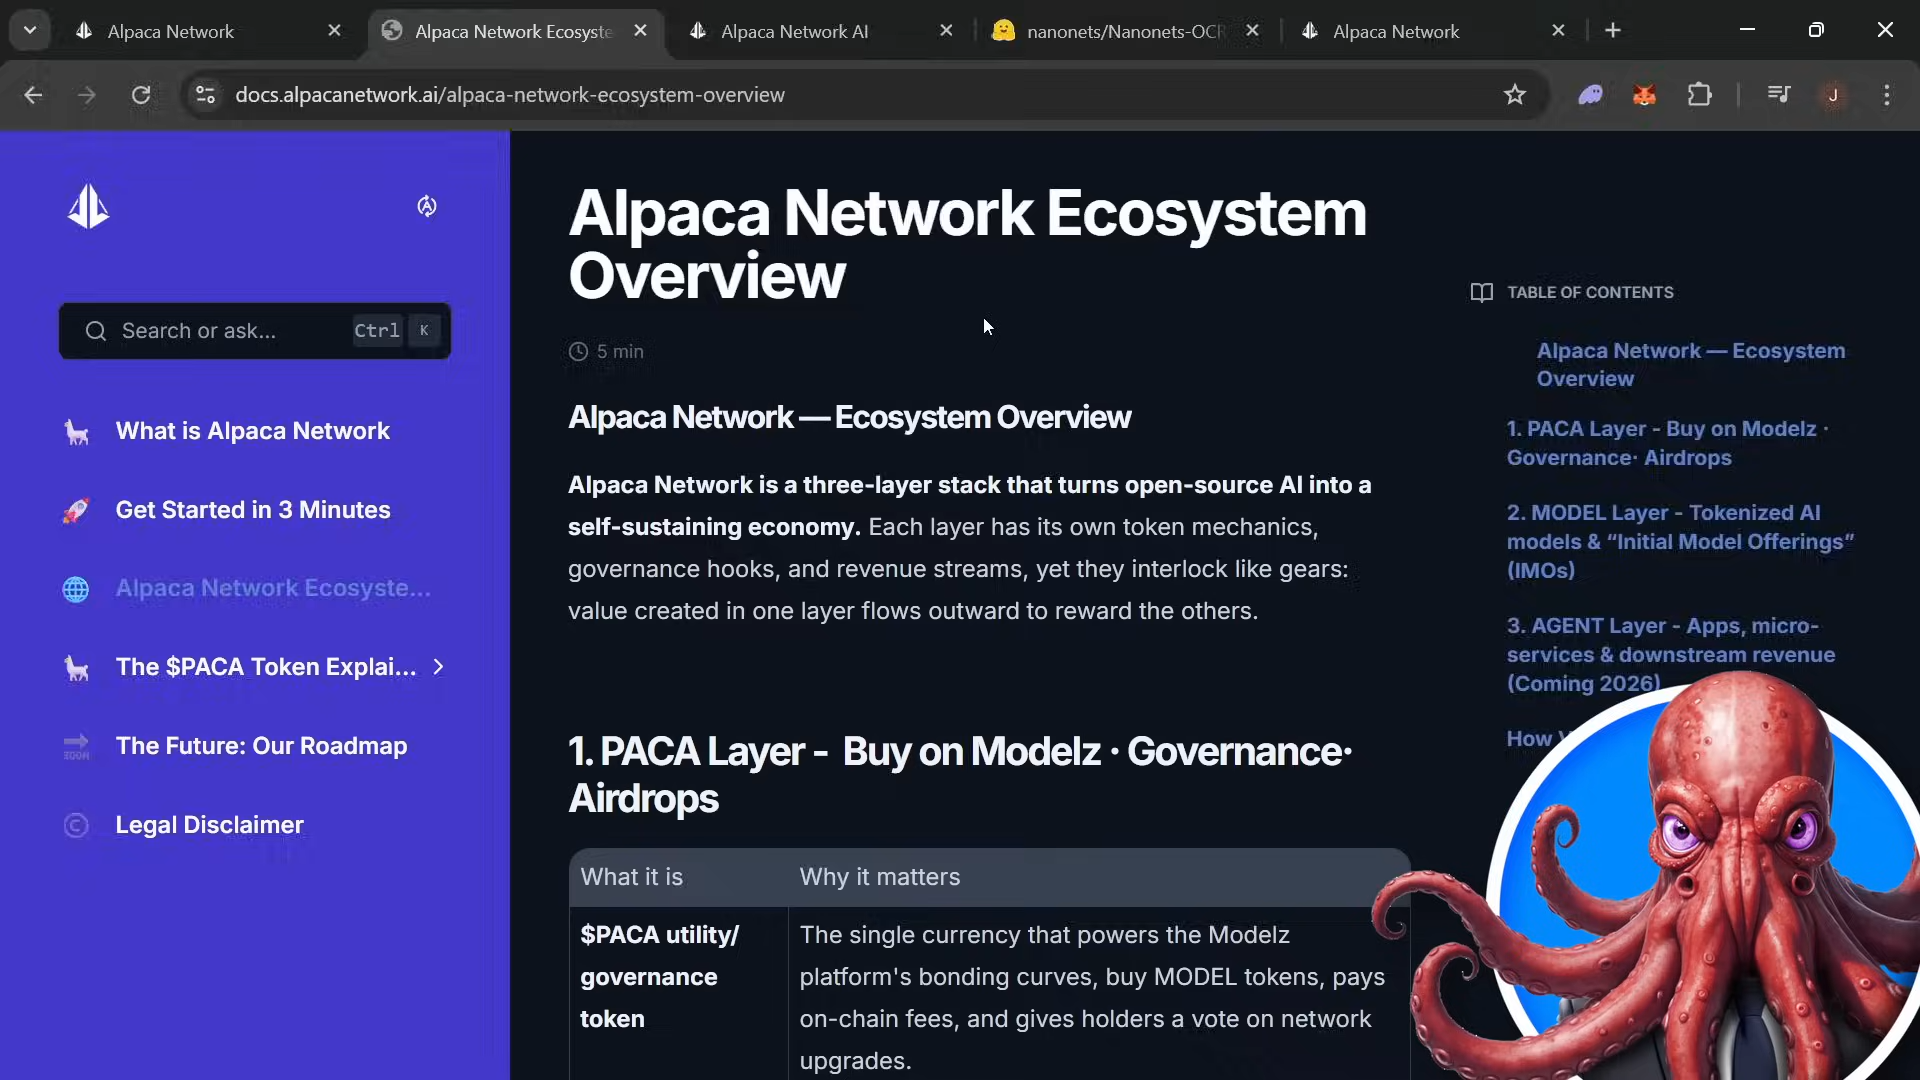 Alpaca Network
Alpaca Network Ecosyste
Alpaca Network AI
nanonets/Nanonets-OCR
Alpaca Network
docs.alpacanetwork.ai/alpaca-network-ecosystem-overview
J
Search or ask...
Ctrl K
What is Alpaca Network
Get Started in 3 Minutes
Alpaca Network Ecosyste...
The $PACA Token Explai...
The Future: Our Roadmap
Legal Disclaimer
Alpaca Network Ecosystem
Overview
5 min
Alpaca Network — Ecosystem Overview
Alpaca Network is a three-layer stack that turns open-source AI into a
self-sustaining economy. Each layer has its own token mechanics,
governance hooks, and revenue streams, yet they interlock like gears:
value created in one layer flows outward to reward the others.
1. PACA Layer - Buy on Modelz · Governance·
Airdrops
What it is Why it matters
$PACA utility/
governance
token
The single currency that powers the Modelz
platform's bonding curves, buy MODEL tokens, pays
on-chain fees, and gives holders a vote on network
upgrades.
TABLE OF CONTENTS
Alpaca Network — Ecosystem
Overview
1. PACA Layer - Buy on Modelz ·
Governance· Airdrops
2. MODEL Layer - Tokenized AI
models & “Initial Model Offerings”
(IMOs)
3. AGENT Layer - Apps, micro-
services & downstream revenue
(Coming 2026)
How